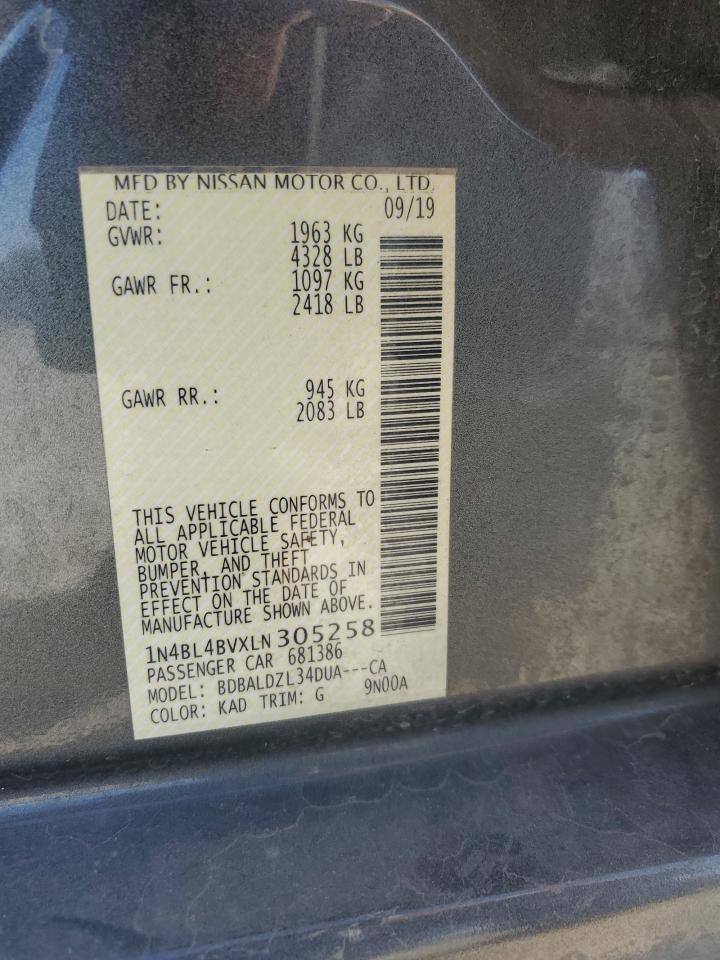 MFD BY NISSAN MOTOR CO., LTD.
DATE: 09/19
GVWR: 1963 KG
4328 LB
GAWR FR.: 1097 KG
2418 LB
GAWR RR.: 945 KG
2083 LB
THIS VEHICLE CONFORMS TO
ALL APPLICABLE FEDERAL
MOTOR VEHICLE SAFETY,
BUMPER, AND THEFT
PREVENTION STANDARDS IN
EFFECT ON THE DATE OF
MANUFACTURE SHOWN ABOVE.
1N4BL4BVXLN305258
PASSENGER CAR 681386
MODEL: BDBALDZL34DUA---CA
COLOR: KAD TRIM: G 9N00A